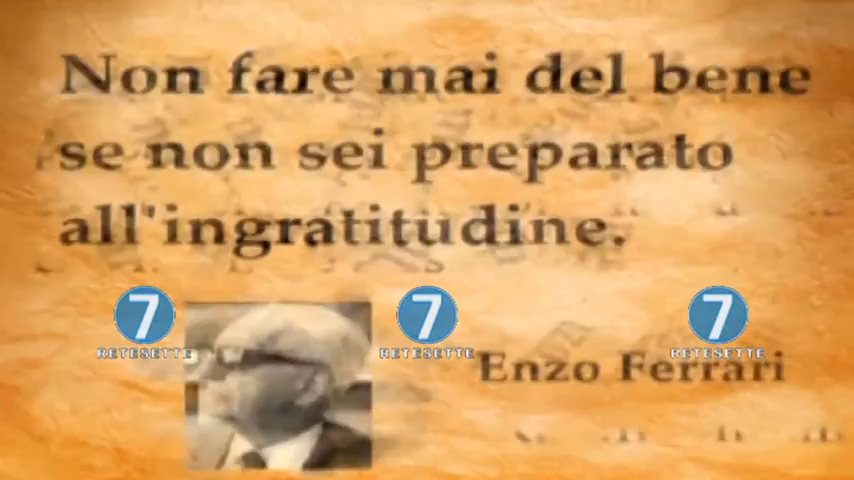 Non fare mai del bene
se non sei preparato
all'ingratitudine.
7 7 7
RETESETTE RETESETTE RETESETTE
Enzo Ferrari